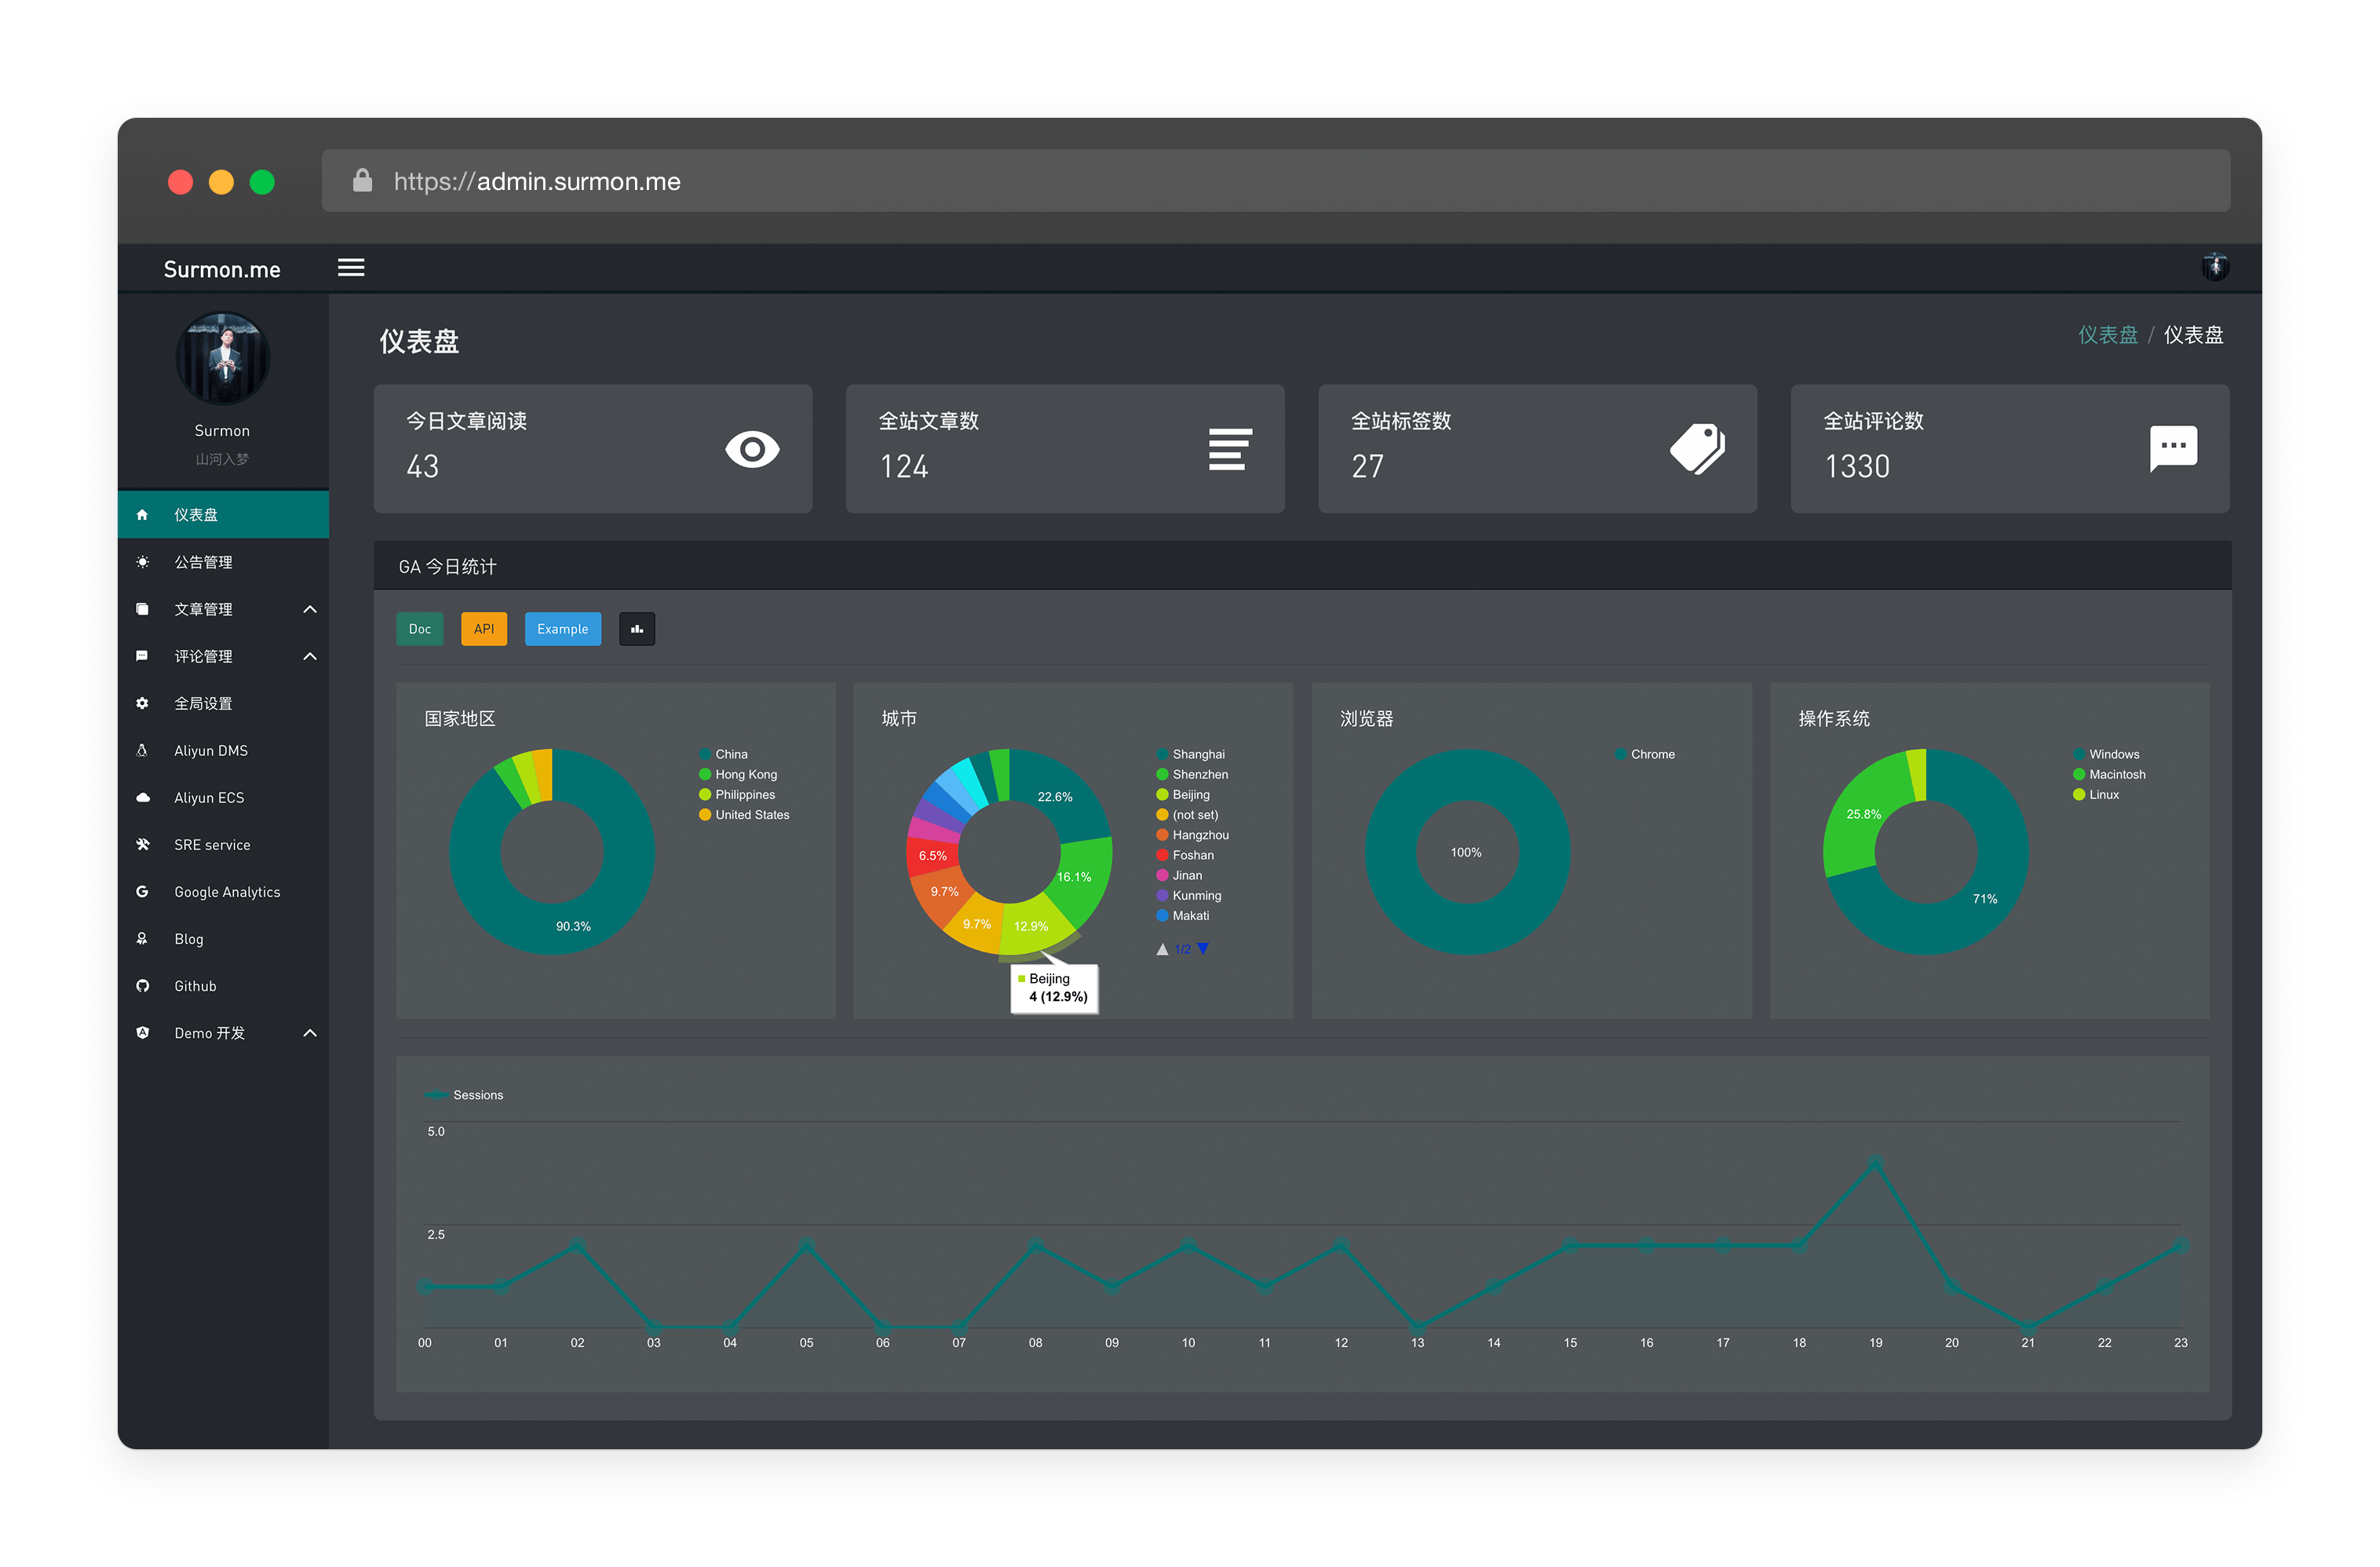 https://admin.surmon.me
Surmon.me
Surmon
山河入梦
仪表盘
公告管理
文章管理
评论管理
全局设置
Aliyun DMS
Aliyun ECS
SRE service
Google Analytics
Blog
Github
Demo 开发
仪表盘
仪表盘 / 仪表盘
今日文章阅读
43
全站文章数
124
全站标签数
27
全站评论数
1330
GA 今日统计
Doc API Example
国家地区
90.3%
China
Hong Kong
Philippines
United States
城市
22.6%
16.1%
12.9%
9.7%
9.7%
6.5%
Shanghai
Shenzhen
Beijing
(not set)
Hangzhou
Foshan
Jinan
Kunming
Makati
1/2
Beijing
4 (12.9%)
浏览器
100%
Chrome
操作系统
25.8%
71%
Windows
Macintosh
Linux
Sessions
5.0
2.5
00 01 02 03 04 05 06 07 08 09 10 11 12 13 14 15 16 17 18 19 20 21 22 23